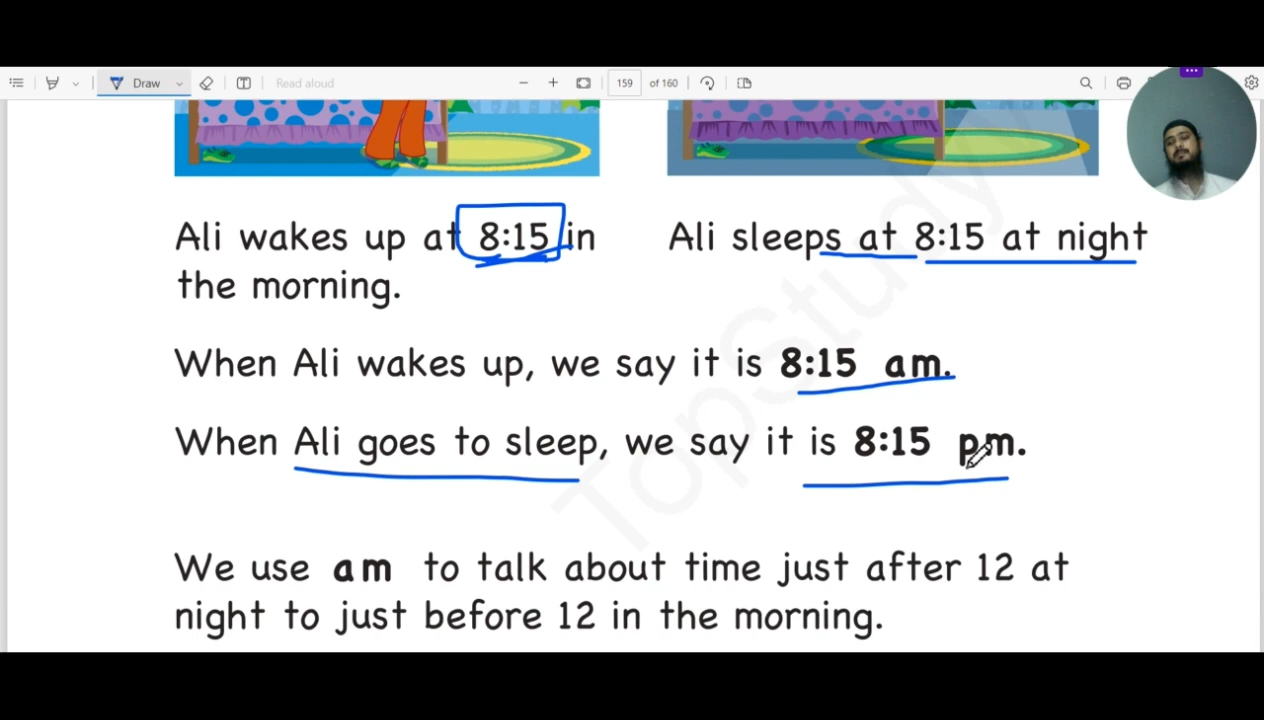 Draw
Read aloud
159 of 160
Ali wakes up at 8:15 in
the morning.
Ali sleeps at 8:15 at night
When Ali wakes up, we say it is 8:15 am.
When Ali goes to sleep, we say it is 8:15 pm.
We use am to talk about time just after 12 at
night to just before 12 in the morning.
TopStudy